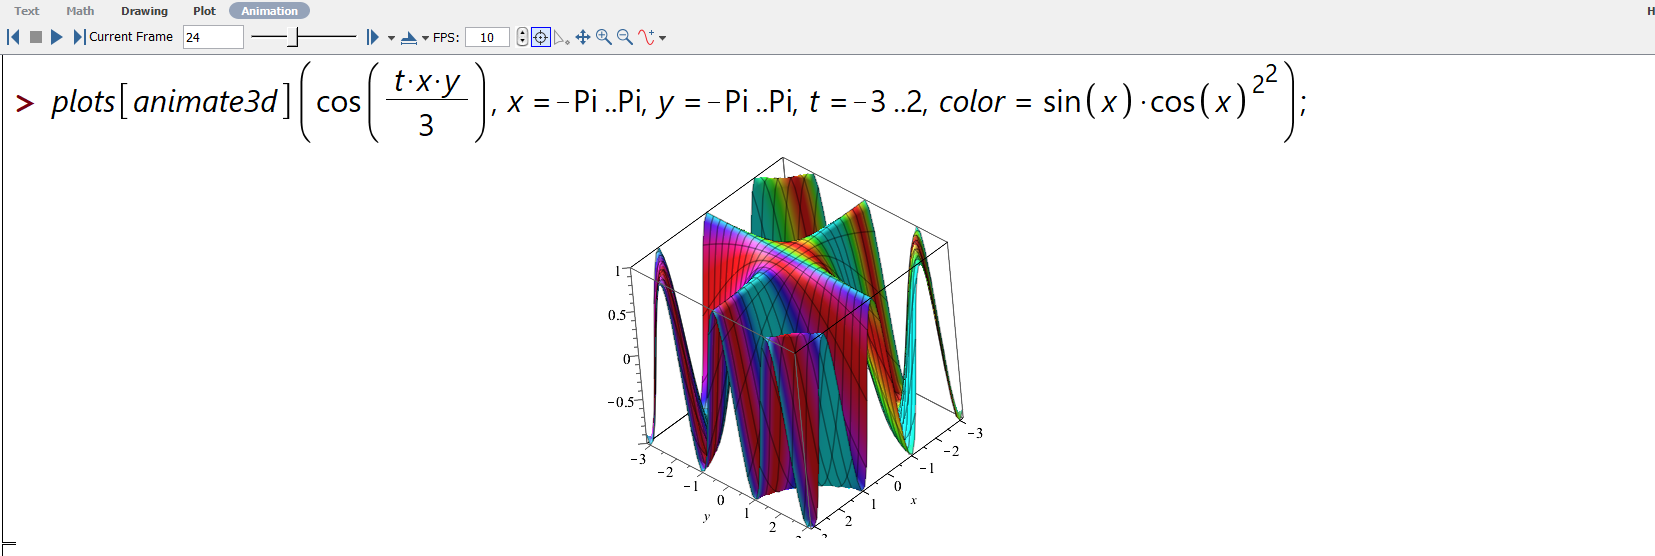 Text Math Drawing Plot Animation H
Current Frame 24 FPS: 10
> plots[animate3d](cos(t·x·y/3), x = -Pi ..Pi, y = -Pi ..Pi, t = -3 ..2, color = sin(x)·cos(x)^2^2);
1
0.5
0
-0.5
-3 -2 -1 0 1 2
y
-3 -2 -1 0 1 2
x